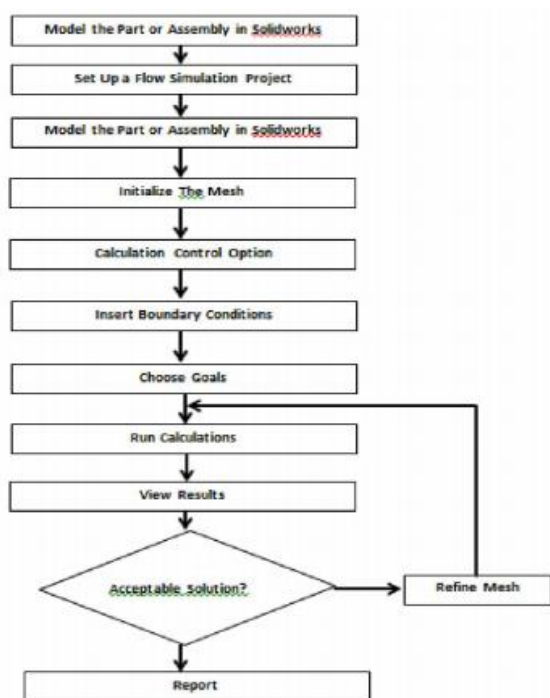 Model the Part or Assembly in Solidworks
Set Up a Flow Simulation Project
Model the Part or Assembly in Solidworks
Initialize The Mesh
Calculation Control Option
Insert Boundary Conditions
Choose Goals
Run Calculations
View Results
Acceptable Solution?
Refine Mesh
Report